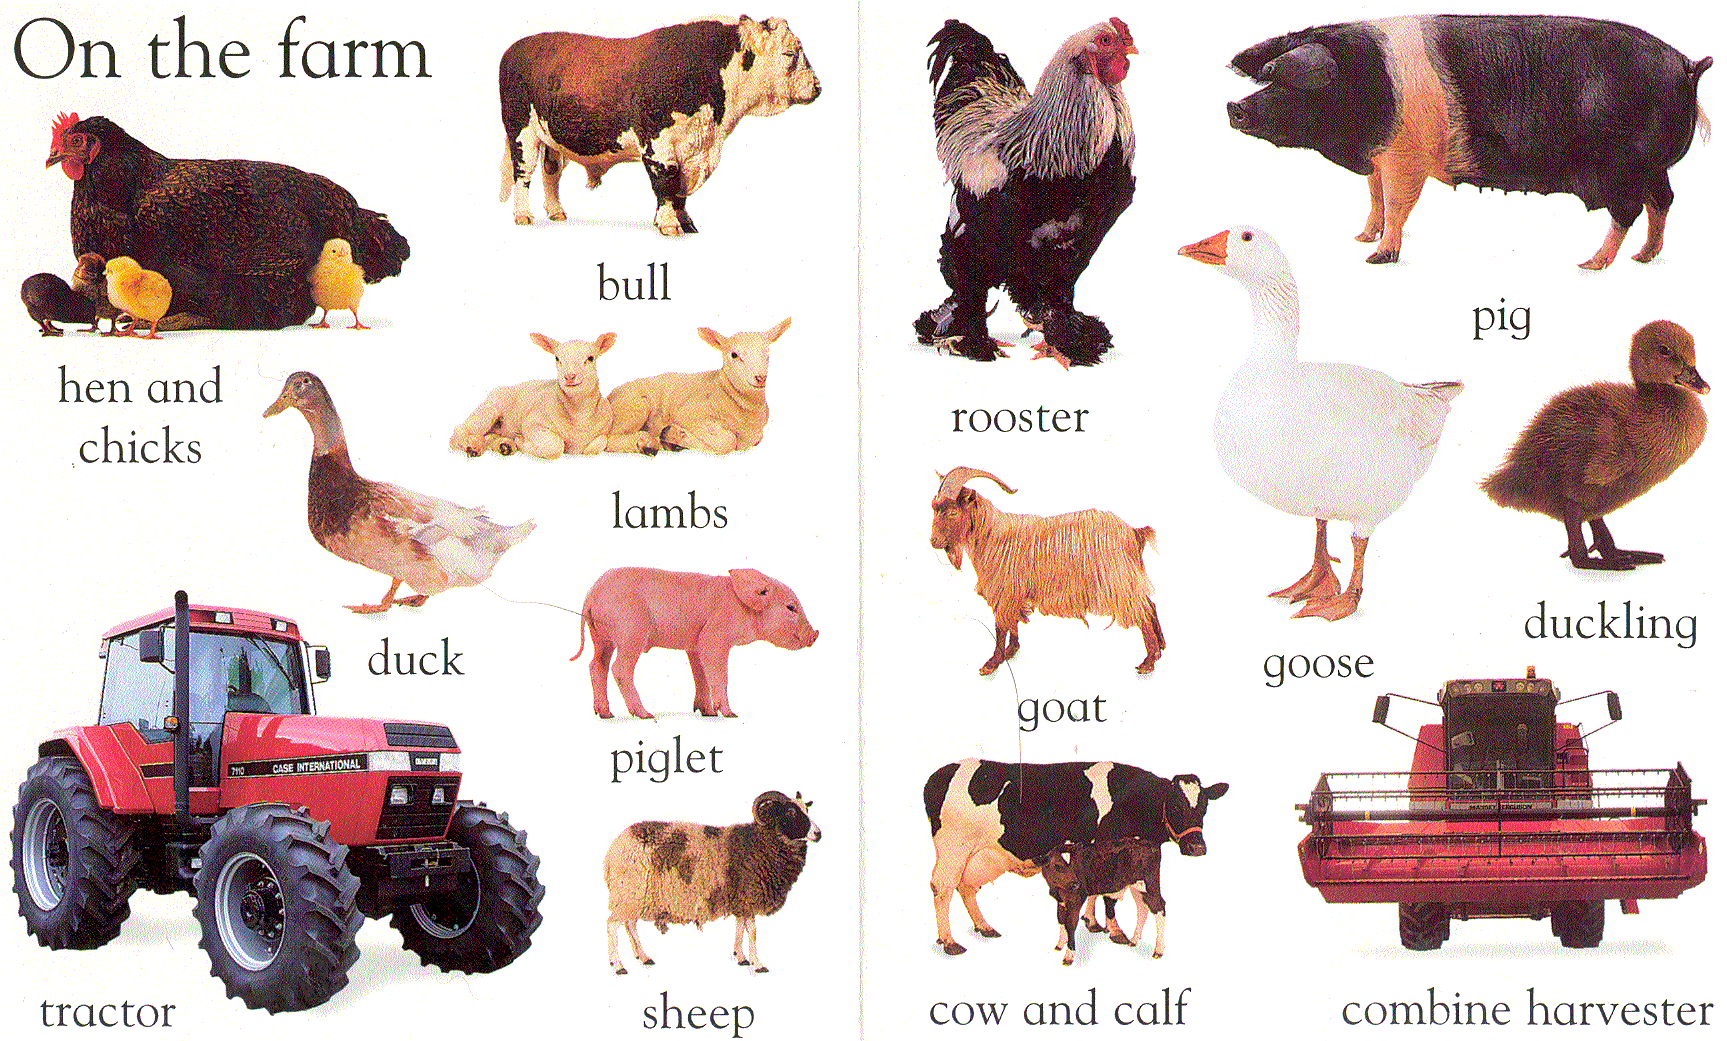 On the farm
bull
hen and
chicks
lambs
duck
piglet
7110 CASE INTERNATIONAL
tractor
sheep
rooster
pig
goat
goose
duckling
cow and calf
combine harvester